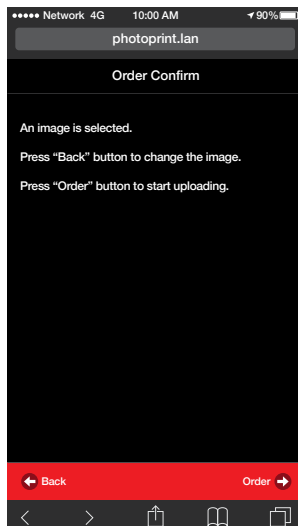 Network 4G 10:00 AM 90%
photoprint.lan
Order Confirm
An image is selected.
Press “Back” button to change the image.
Press “Order” button to start uploading.
Back Order